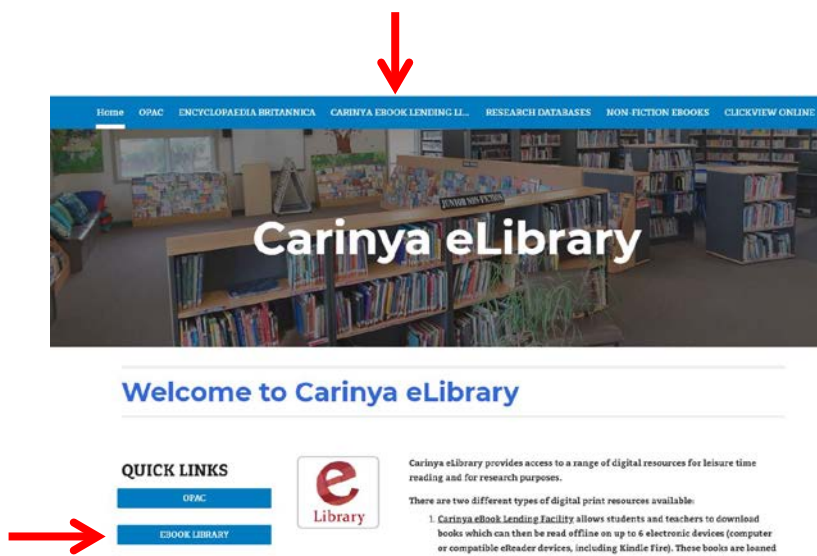 Home OPAC ENCYCLOPAEDIA BRITANNICA CARINYA EBOOK LENDING LI... RESEARCH DATABASES NON-FICTION EBOOKS CLICKVIEW ONLINE
JUNIOR NON-FICTION
Carinya eLibrary
Welcome to Carinya eLibrary
QUICK LINKS
OPAC
EBOOK LIBRARY
e
Library
Carinya eLibrary provides access to a range of digital resources for leisure time
reading and for research purposes.
There are two different types of digital print resources available:
1. Carinya eBook Lending Facility allows students and teachers to download
books which can then be read offline on up to 6 electronic devices (computer
or compatible eReader devices, including Kindle Fire). These books are loaned